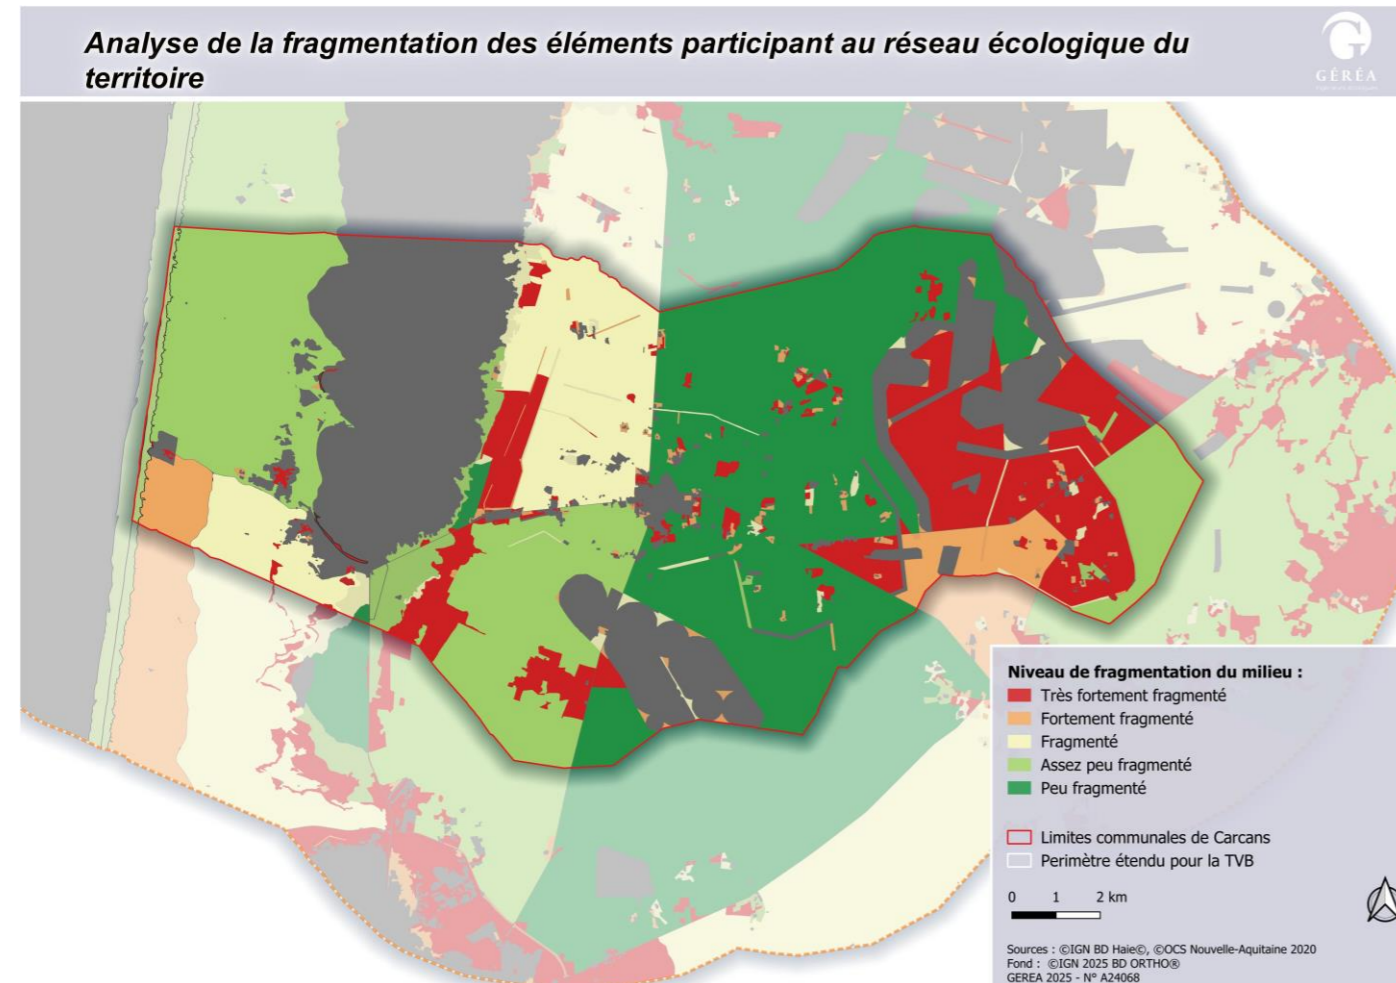 Analyse de la fragmentation des éléments participant au réseau écologique du
territoire
GÉRÉA
Niveau de fragmentation du milieu :
Très fortement fragmenté
Fortement fragmenté
Fragmenté
Assez peu fragmenté
Peu fragmenté
Limites communales de Carcans
Perimètre étendu pour la TVB
0 1 2 km
Sources : ©IGN BD Haie©, ©OCS Nouvelle-Aquitaine 2020
Fond : ©IGN 2025 BD ORTHO®
GEREA 2025 - N° A24068